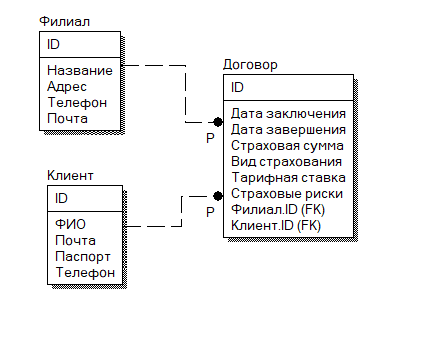 Филиал
ID
Название
Адрес
Телефон
Почта
Договор
ID
Дата заключения
Дата завершения
Страховая сумма
Вид страхования
Тарифная ставка
Страховые риски
Филиал.ID (FK)
Клиент.ID (FK)
P
P
Клиент
ID
ФИО
Почта
Паспорт
Телефон